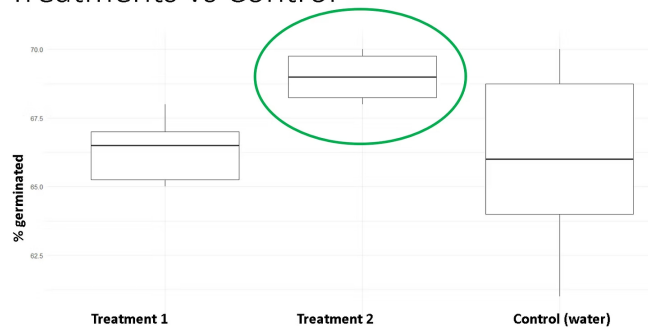 Treatments vs Control
70.0
67.5
65.0
62.5
% germinated
Treatment 1
Treatment 2
Control (water)